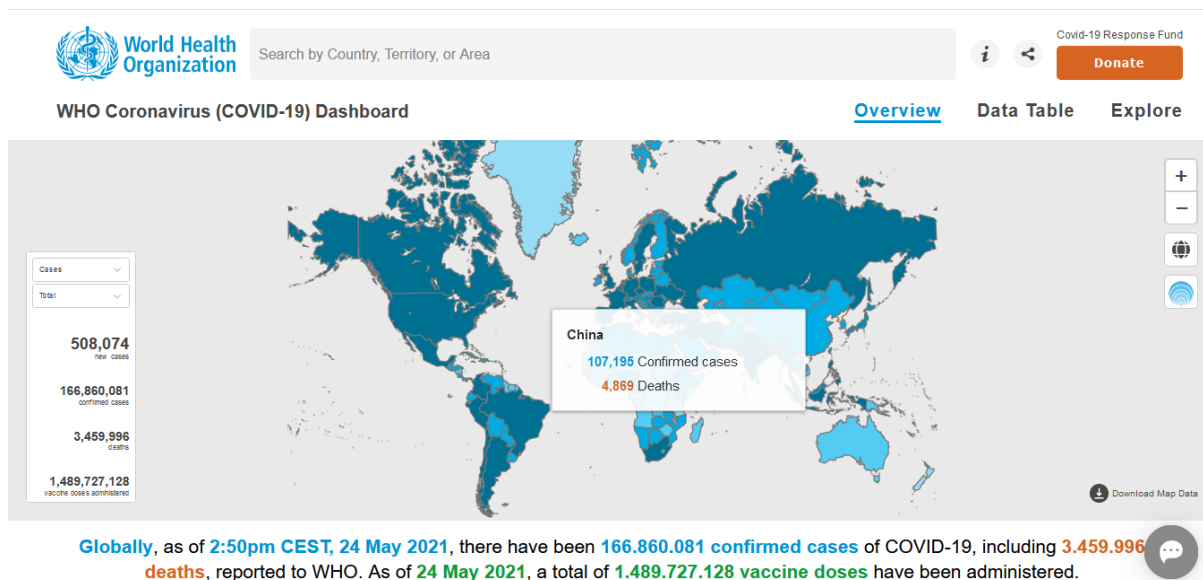 World Health
Organization
Search by Country, Territory, or Area
i
Covid-19 Response Fund
Donate
WHO Coronavirus (COVID-19) Dashboard
Overview
Data Table
Explore
+
−
Cases
Total
508,074
new cases
166,860,081
confirmed cases
3,459,996
deaths
1,489,727,128
vaccine doses administered
China
107,195 Confirmed cases
4,869 Deaths
Download Map Data
Globally, as of 2:50pm CEST, 24 May 2021, there have been 166.860.081 confirmed cases of COVID-19, including 3.459.996
deaths, reported to WHO. As of 24 May 2021, a total of 1.489.727.128 vaccine doses have been administered.